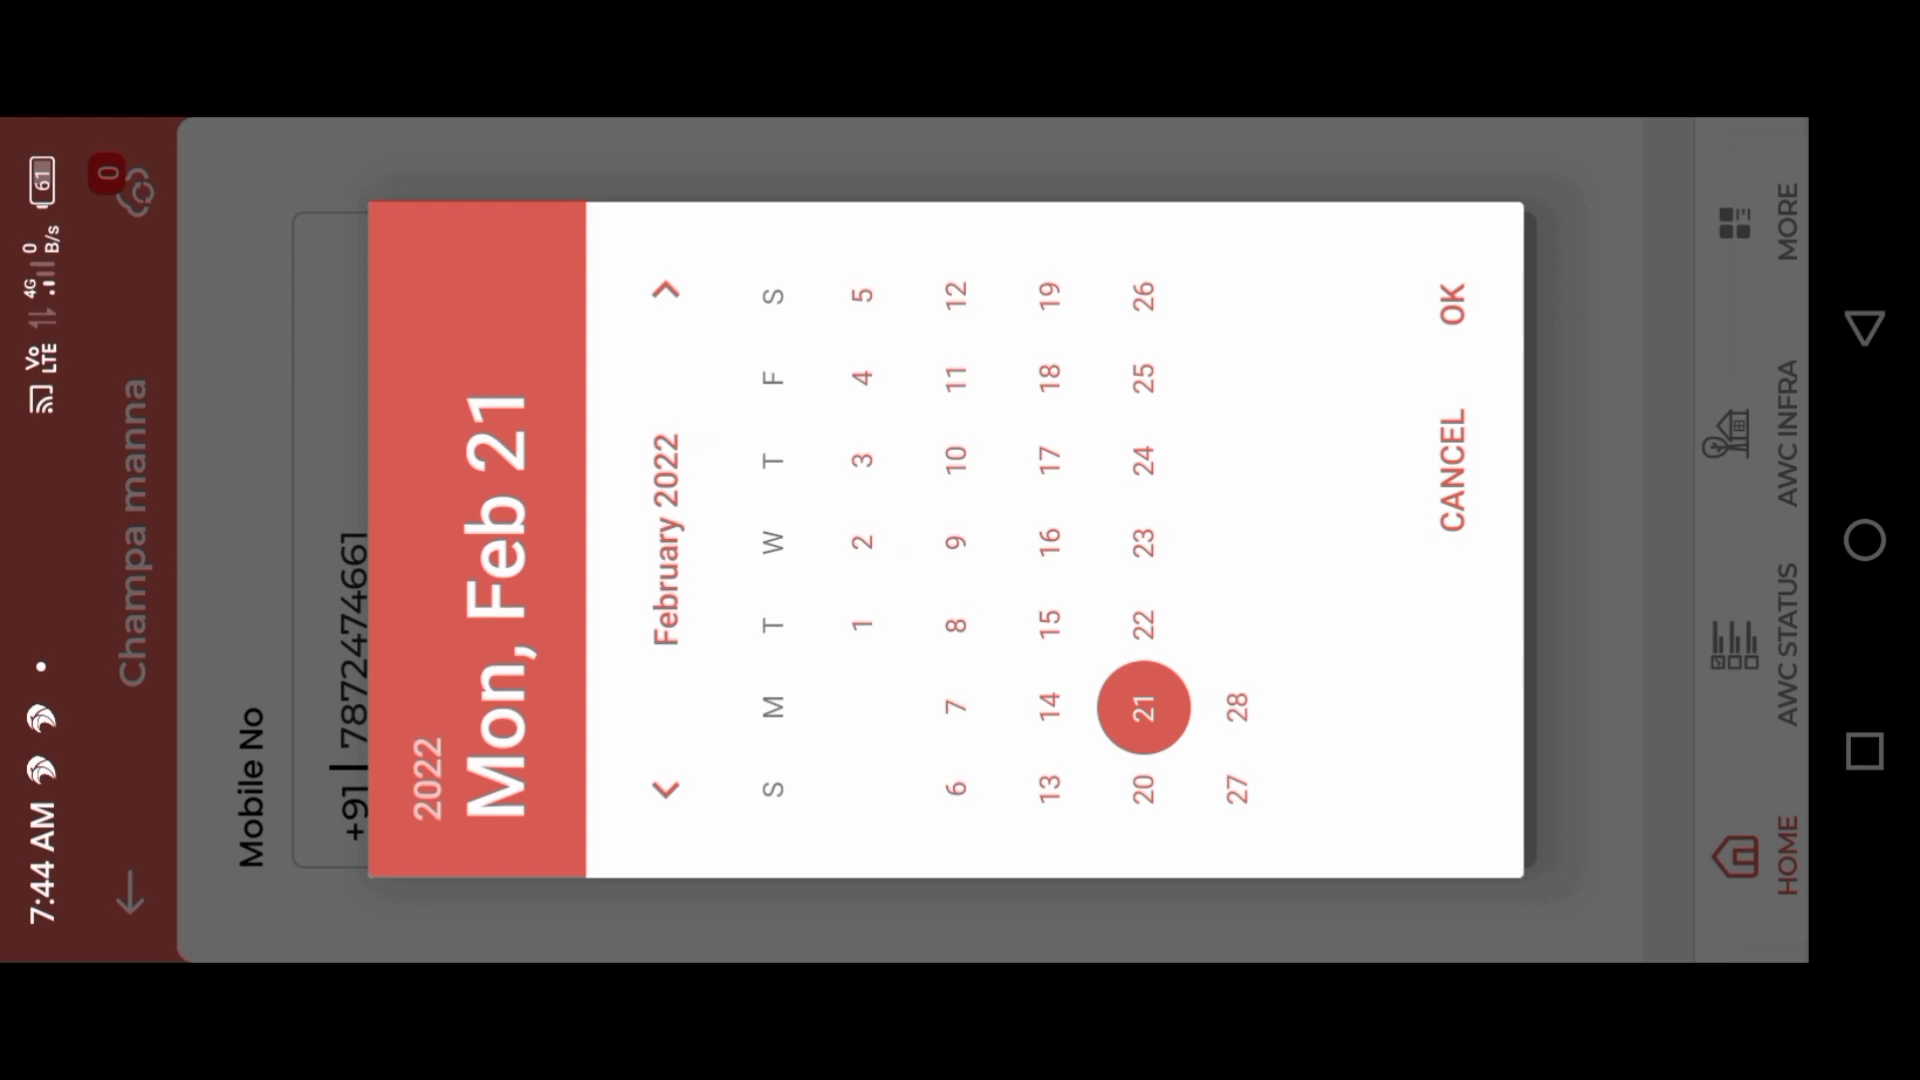 7:44 AM
Vo LTE 4G 0 B/s 61
Champa manna
0
Mobile No
+91 7872474661
2022
Mon, Feb 21
February 2022
S M T W T F S
1 2 3 4 5
6 7 8 9 10 11 12
13 14 15 16 17 18 19
20 21 22 23 24 25 26
27 28
CANCEL OK
HOME AWC STATUS AWC INFRA MORE